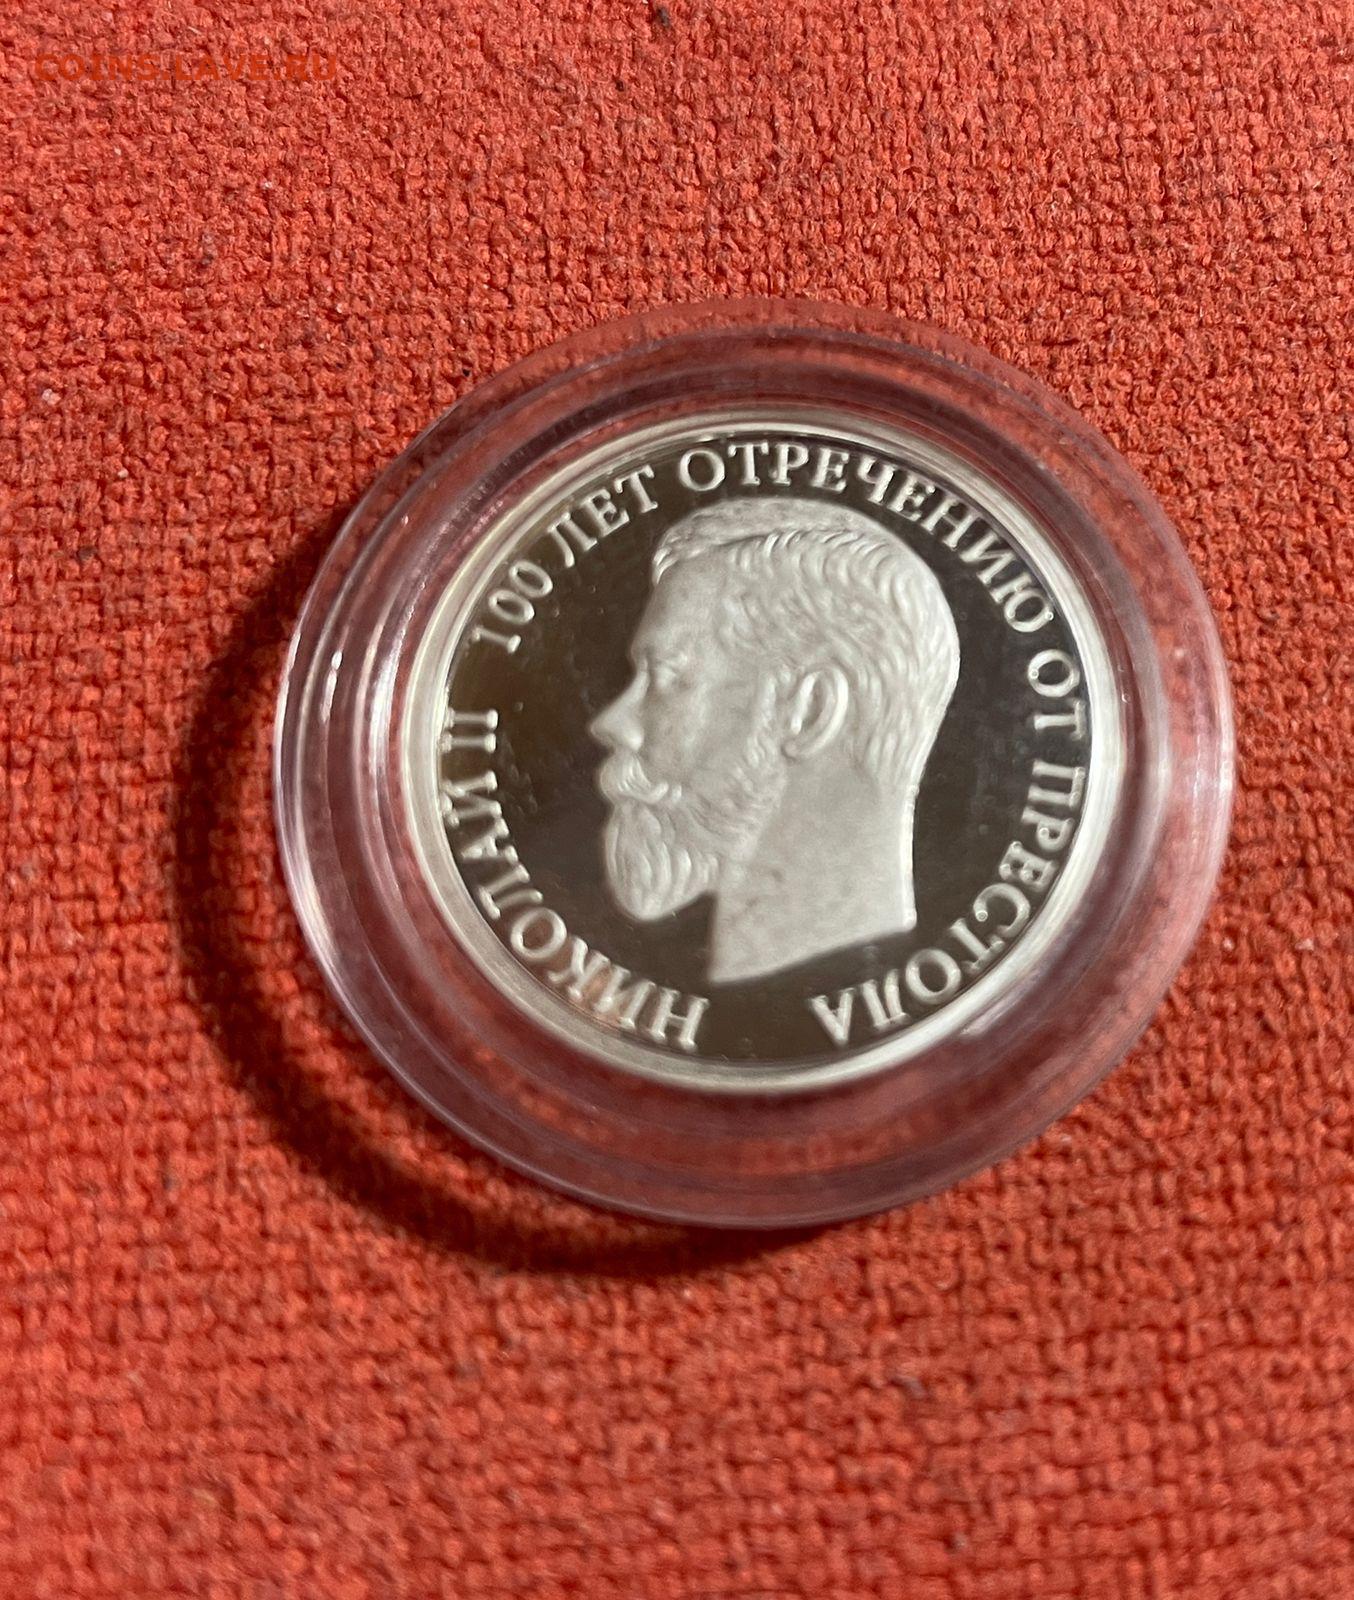 COINS.LAVE.RU
НИКОЛАЙ II 100 ЛЕТ ОТРЕЧЕНИЮ ОТ ПРЕСТОЛА